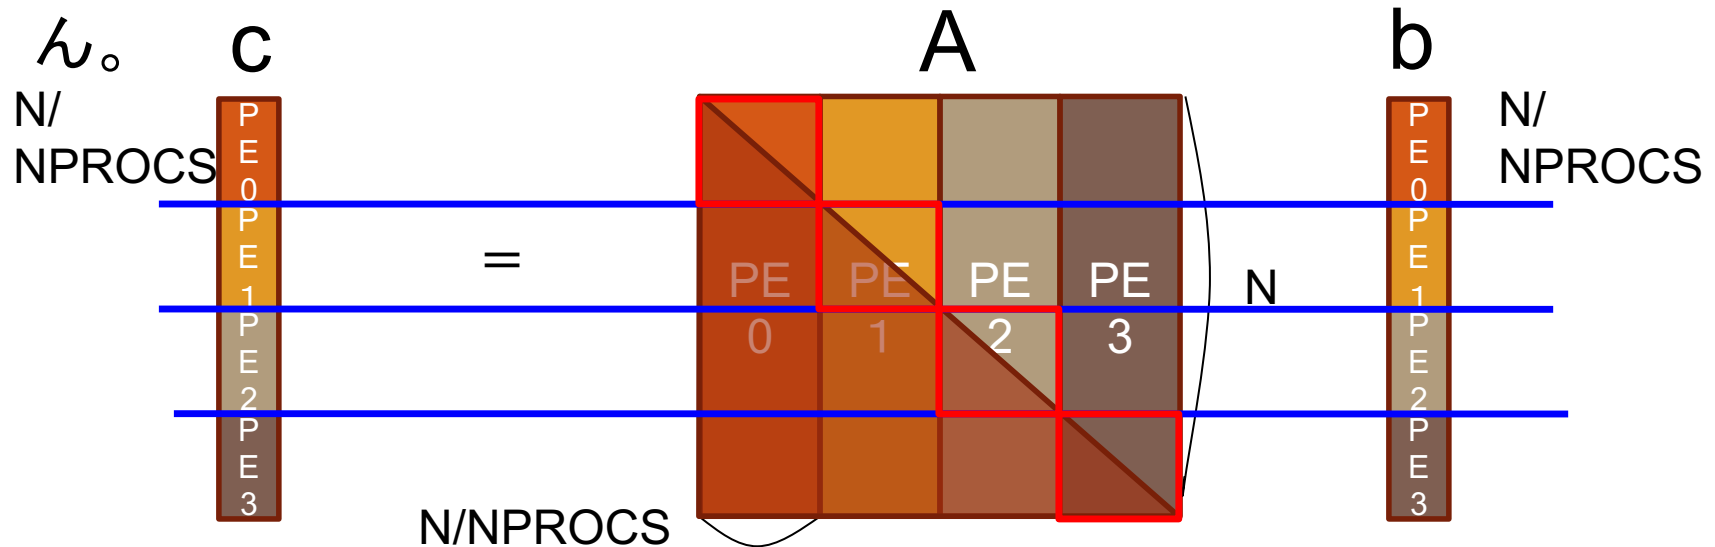 ん。
c
A
b
N/
NPROCS
PE0
PE1
PE2
PE3
=
PE
0
PE
1
PE
2
PE
3
N
N/NPROCS
PE0
PE1
PE2
PE3
N/
NPROCS